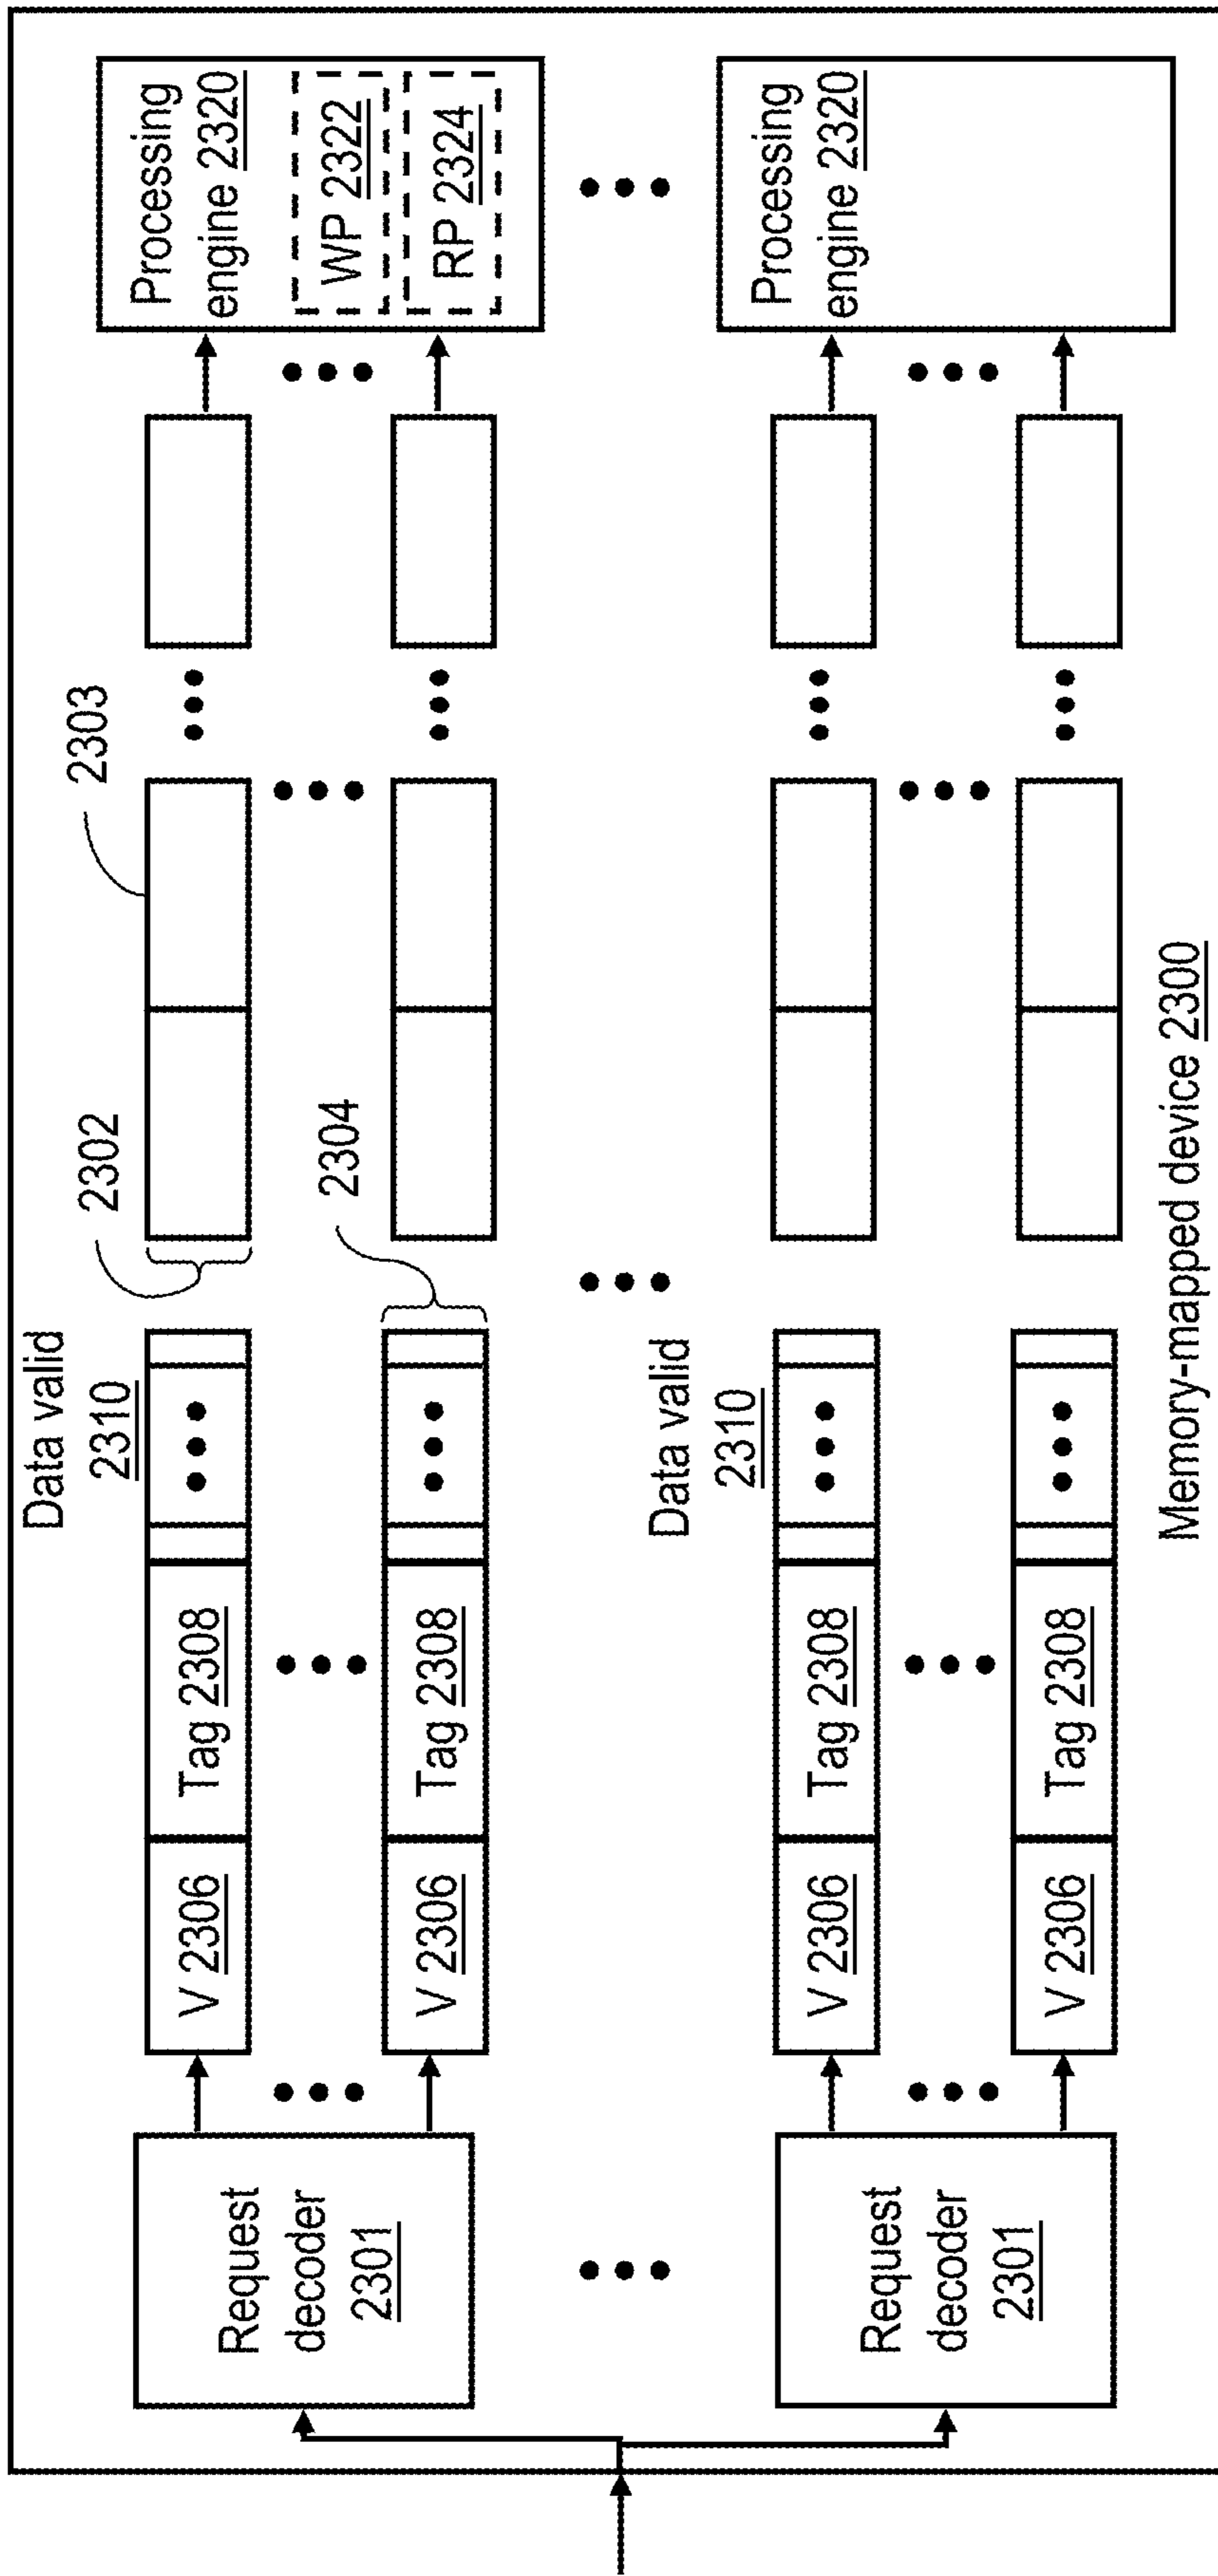 Data valid
2310
2302
2303
Request
decoder
2301
V 2306
Tag 2308
Processing
engine 2320
WP 2322
RP 2324
2304
V 2306
Tag 2308
Data valid
2310
Request
decoder
2301
V 2306
Tag 2308
Processing
engine 2320
V 2306
Tag 2308
Memory-mapped device 2300